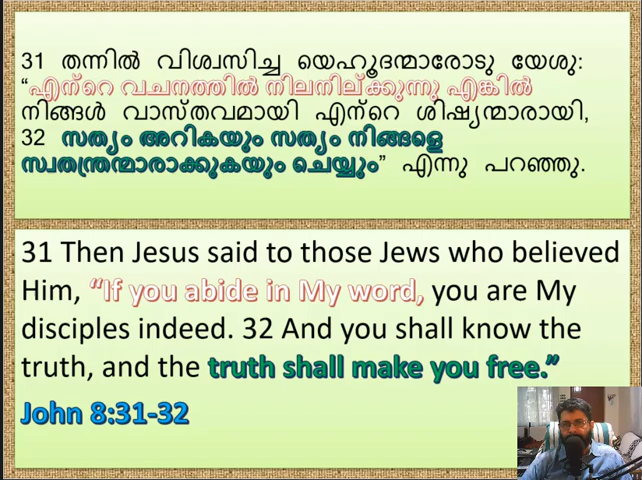 31 തന്നിൽ വിശ്വസിച്ച യെഹൂദന്മാരോടു യേശു:
“എന്റെ വചനത്തിൽ നിലനില്ക്കുന്നു എങ്കിൽ
നിങ്ങൾ വാസ്തവമായി എന്റെ ശിഷ്യന്മാരായി,
32 സത്യം അറികയും സത്യം നിങ്ങളെ
സ്വതന്ത്രന്മാരാക്കുകയും ചെയ്യും” എന്നു പറഞ്ഞു.
31 Then Jesus said to those Jews who believed
Him, “If you abide in My word, you are My
disciples indeed. 32 And you shall know the
truth, and the truth shall make you free.”
John 8:31-32